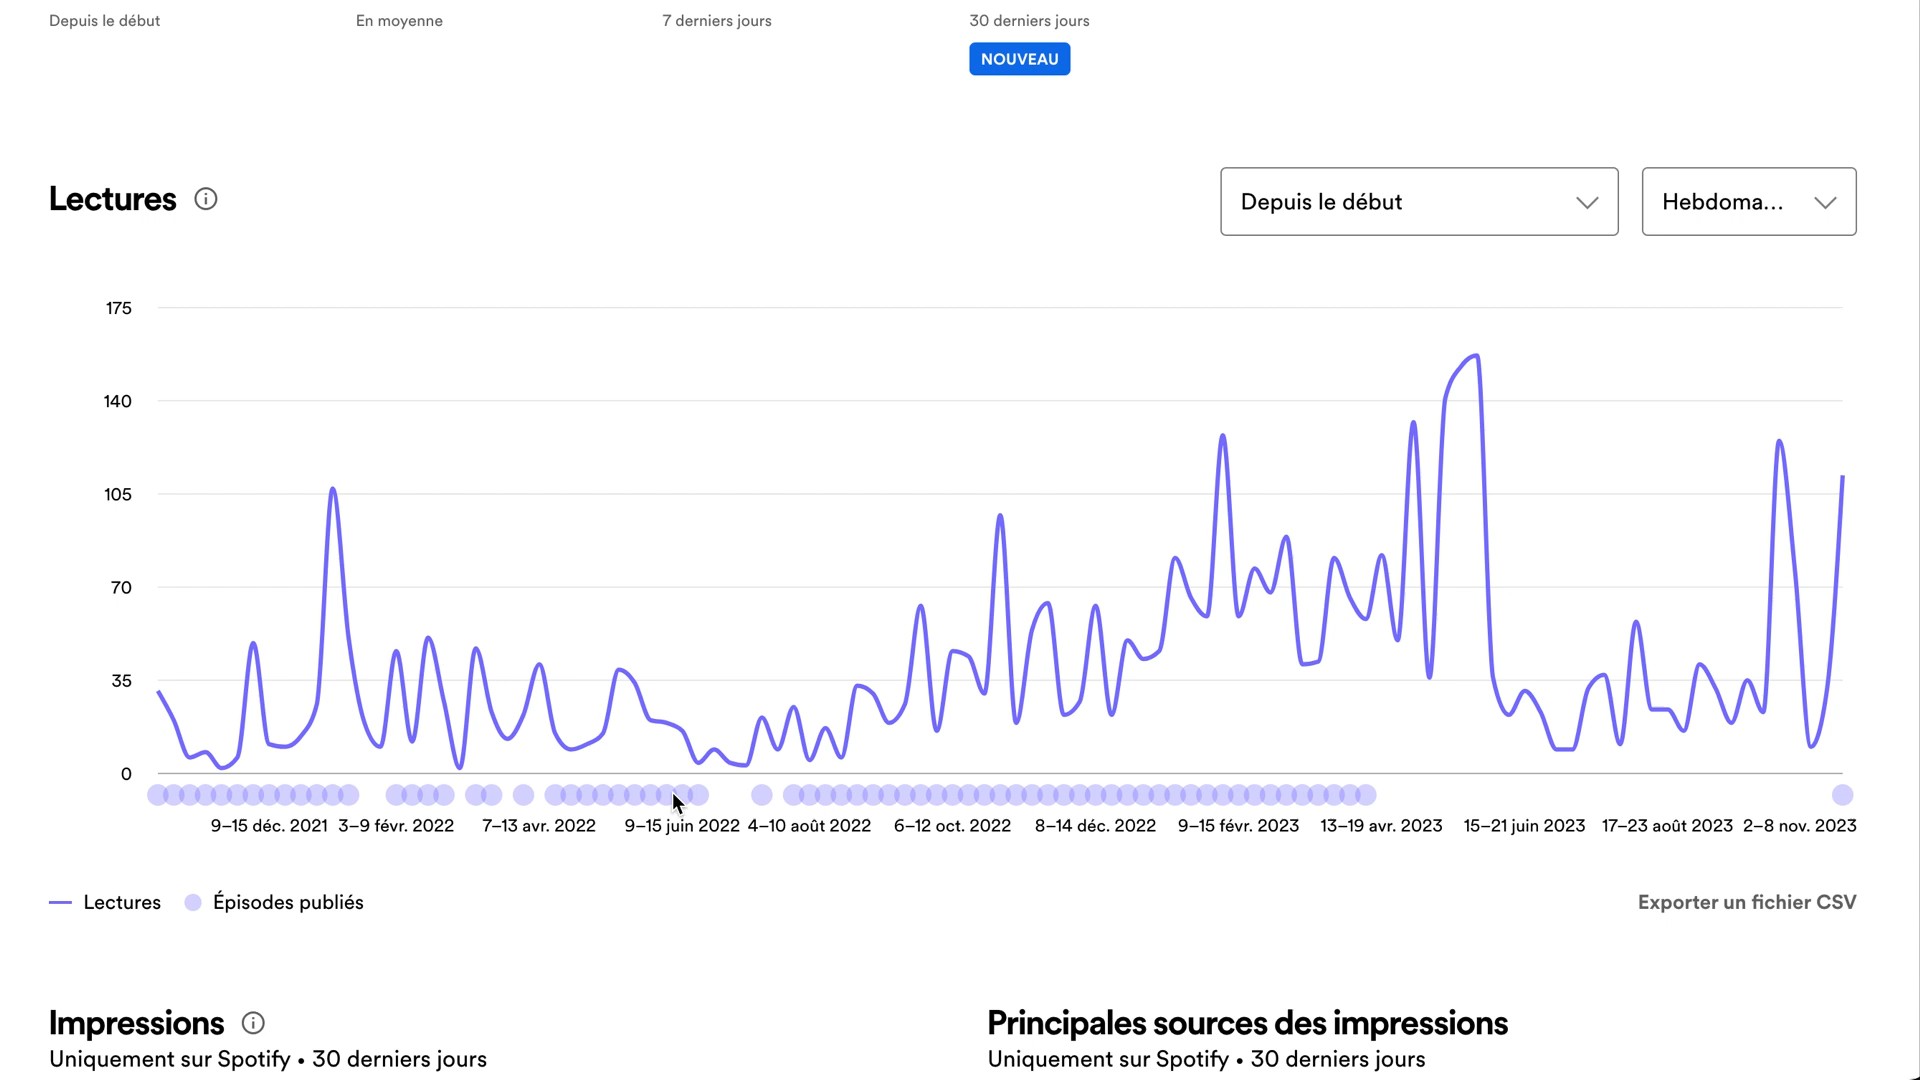 Depuis le début
En moyenne
7 derniers jours
30 derniers jours
NOUVEAU
Lectures
Depuis le début
Hebdoma...
175
140
105
70
35
0
9–15 déc. 2021
3–9 févr. 2022
7–13 avr. 2022
9–15 juin 2022
4–10 août 2022
6–12 oct. 2022
8–14 déc. 2022
9–15 févr. 2023
13–19 avr. 2023
15–21 juin 2023
17–23 août 2023
2–8 nov. 2023
Lectures
Épisodes publiés
Exporter un fichier CSV
Impressions
Uniquement sur Spotify • 30 derniers jours
Principales sources des impressions
Uniquement sur Spotify • 30 derniers jours